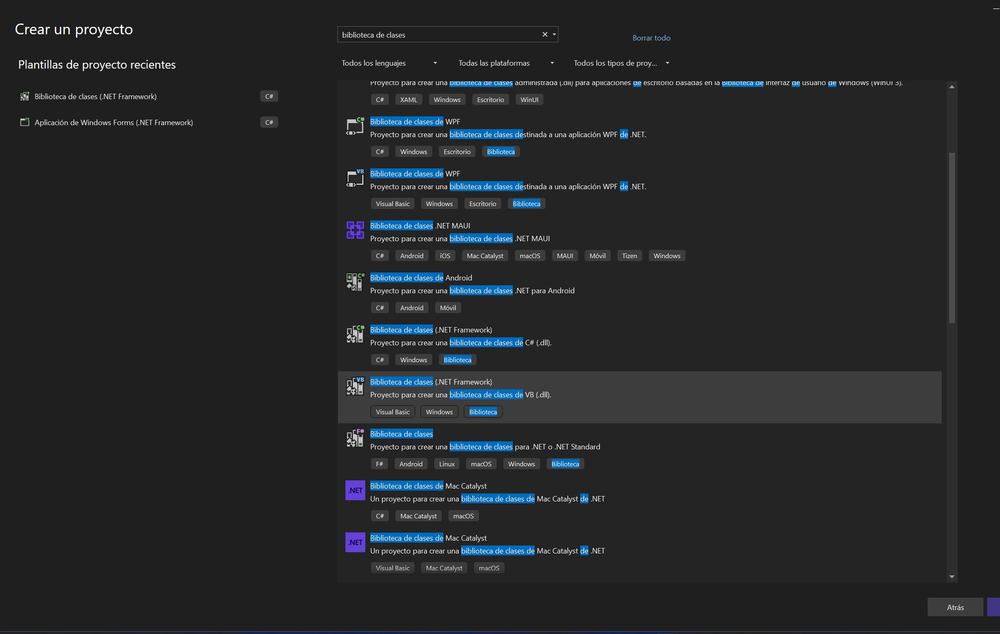 Crear un proyecto
Plantillas de proyecto recientes
Biblioteca de clases (.NET Framework) C#
Aplicación de Windows Forms (.NET Framework) C#
biblioteca de clases
Borrar todo
Todos los lenguajes Todas las plataformas Todos los tipos de proy...
Proyecto para crear una biblioteca de clases administrada (.dll) para aplicaciones de escritorio basadas en la Biblioteca de interfaz de usuario de Windows (WinUI 3).
C# XAML Windows Escritorio WinUI
C#
Biblioteca de clases de WPF
Proyecto para crear una biblioteca de clases destinada a una aplicación WPF de .NET.
C# Windows Escritorio Biblioteca
VB
Biblioteca de clases de WPF
Proyecto para crear una biblioteca de clases destinada a una aplicación WPF de .NET.
Visual Basic Windows Escritorio Biblioteca
Biblioteca de clases .NET MAUI
Proyecto para crear una biblioteca de clases .NET MAUI
C# Android iOS Mac Catalyst macOS MAUI Móvil Tizen Windows
C#
Biblioteca de clases de Android
Proyecto para crear una biblioteca de clases .NET para Android
C# Android Móvil
C#
Biblioteca de clases (.NET Framework)
Proyecto para crear una biblioteca de clases de C# (.dll).
C# Windows Biblioteca
VB
Biblioteca de clases (.NET Framework)
Proyecto para crear una biblioteca de clases de VB (.dll).
Visual Basic Windows Biblioteca
F#
Biblioteca de clases
Proyecto para crear una biblioteca de clases para .NET o .NET Standard
F# Android Linux macOS Windows Biblioteca
.NET
Biblioteca de clases de Mac Catalyst
Un proyecto para crear una biblioteca de clases de Mac Catalyst de .NET
C# Mac Catalyst macOS
.NET
Biblioteca de clases de Mac Catalyst
Un proyecto para crear una biblioteca de clases de Mac Catalyst de .NET
Visual Basic Mac Catalyst macOS
Atrás